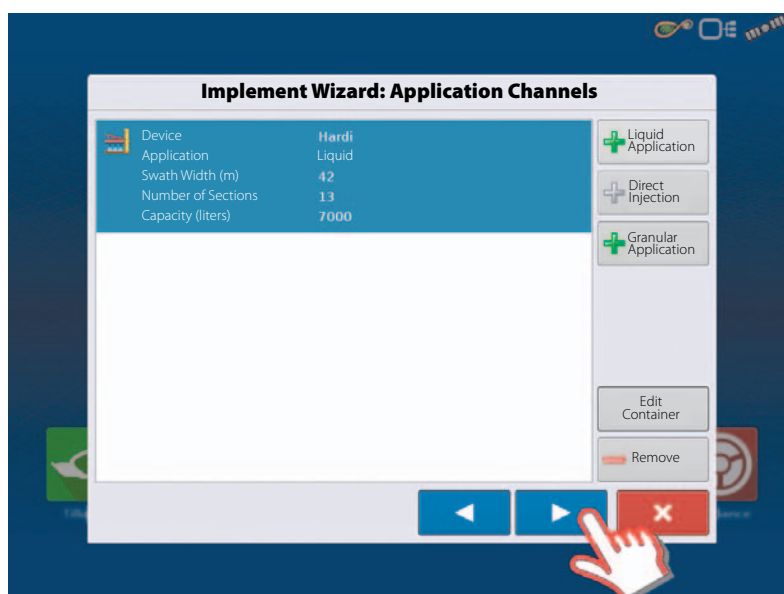 Implement Wizard: Application Channels
Device Hardi
Application Liquid
Swath Width (m) 42
Number of Sections 13
Capacity (liters) 7000
Liquid
Application
Direct
Injection
Granular
Application
Edit
Container
Remove